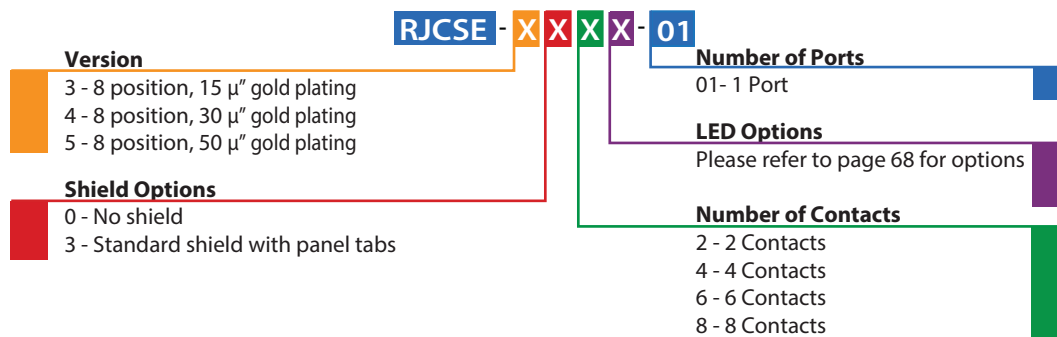 RJCSE - X X X X - 01
Version
3 - 8 position, 15 µ” gold plating
4 - 8 position, 30 µ” gold plating
5 - 8 position, 50 µ” gold plating
Shield Options
0 - No shield
3 - Standard shield with panel tabs
Number of Ports
01- 1 Port
LED Options
Please refer to page 68 for options
Number of Contacts
2 - 2 Contacts
4 - 4 Contacts
6 - 6 Contacts
8 - 8 Contacts